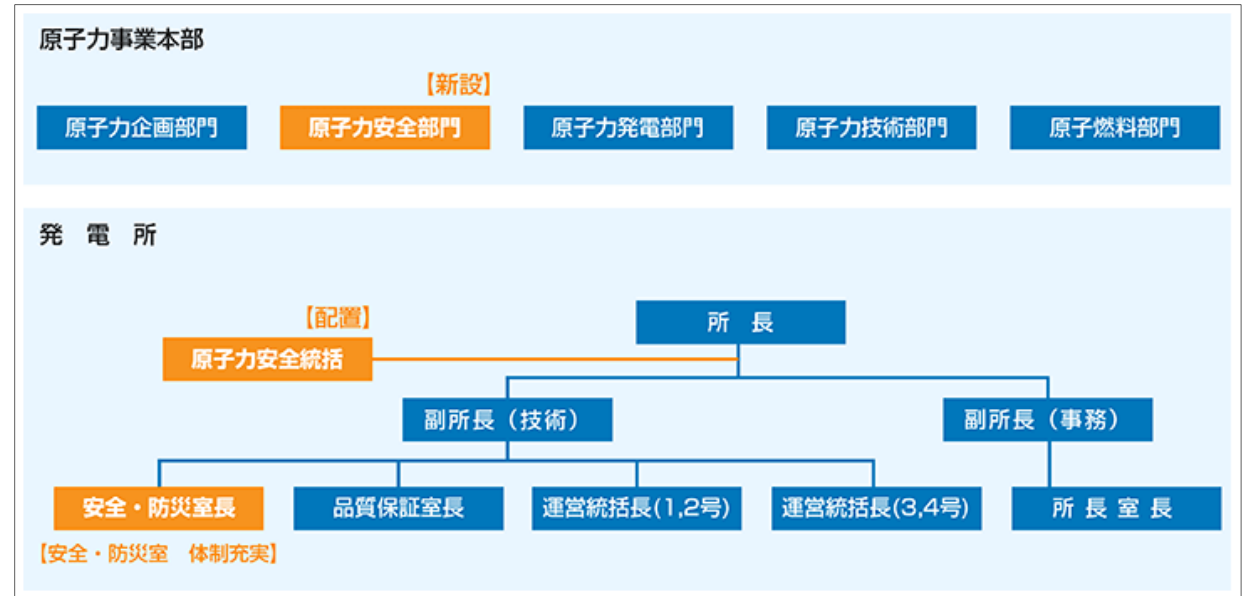 原子力事業本部
【新設】
原子力企画部門
原子力安全部門
原子力発電部門
原子力技術部門
原子燃料部門
発 電 所
【配置】
所 長
原子力安全統括
副所長（技術）
副所長（事務）
安全・防災室長
品質保証室長
運営統括長(1,2号)
運営統括長(3,4号)
所 長 室 長
【安全・防災室　体制充実】